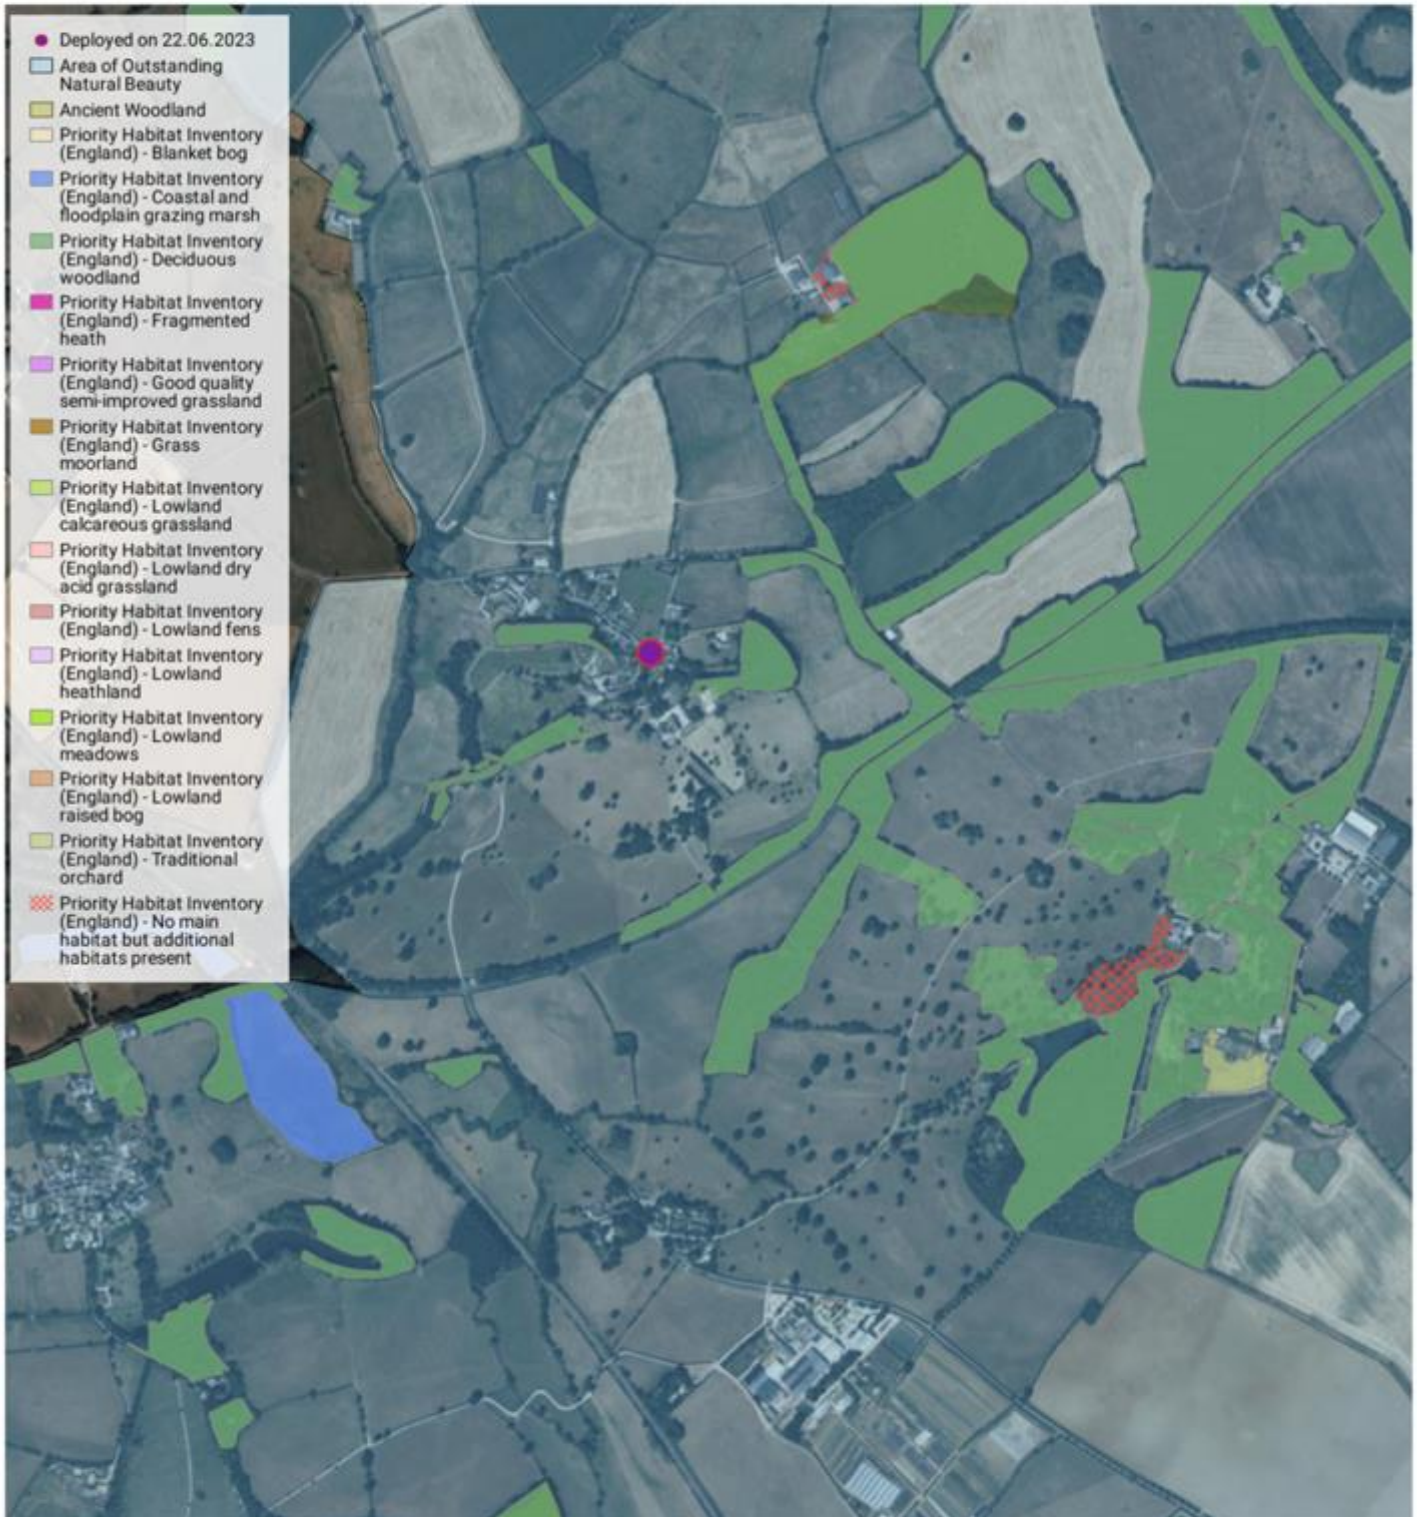 Deployed on 22.06.2023
Area of Outstanding
Natural Beauty
Ancient Woodland
Priority Habitat Inventory
(England) - Blanket bog
Priority Habitat Inventory
(England) - Coastal and
floodplain grazing marsh
Priority Habitat Inventory
(England) - Deciduous
woodland
Priority Habitat Inventory
(England) - Fragmented
heath
Priority Habitat Inventory
(England) - Good quality
semi-improved grassland
Priority Habitat Inventory
(England) - Grass
moorland
Priority Habitat Inventory
(England) - Lowland
calcareous grassland
Priority Habitat Inventory
(England) - Lowland dry
acid grassland
Priority Habitat Inventory
(England) - Lowland fens
Priority Habitat Inventory
(England) - Lowland
heathland
Priority Habitat Inventory
(England) - Lowland
meadows
Priority Habitat Inventory
(England) - Lowland
raised bog
Priority Habitat Inventory
(England) - Traditional
orchard
Priority Habitat Inventory
(England) - No main
habitat but additional
habitats present